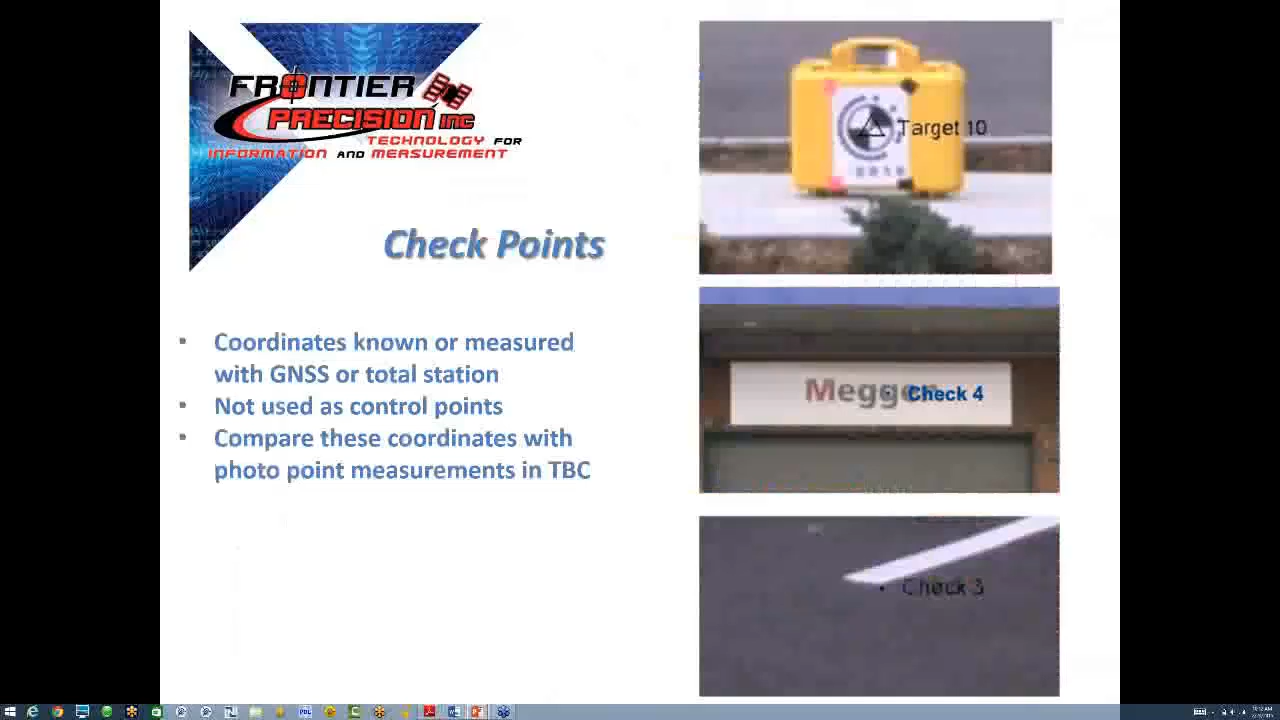 FRONTIER
PRECISION INC
TECHNOLOGY FOR
INFORMATION AND MEASUREMENT
Check Points
• Coordinates known or measured
with GNSS or total station
• Not used as control points
• Compare these coordinates with
photo point measurements in TBC
Target 10
Check 4
Check 3